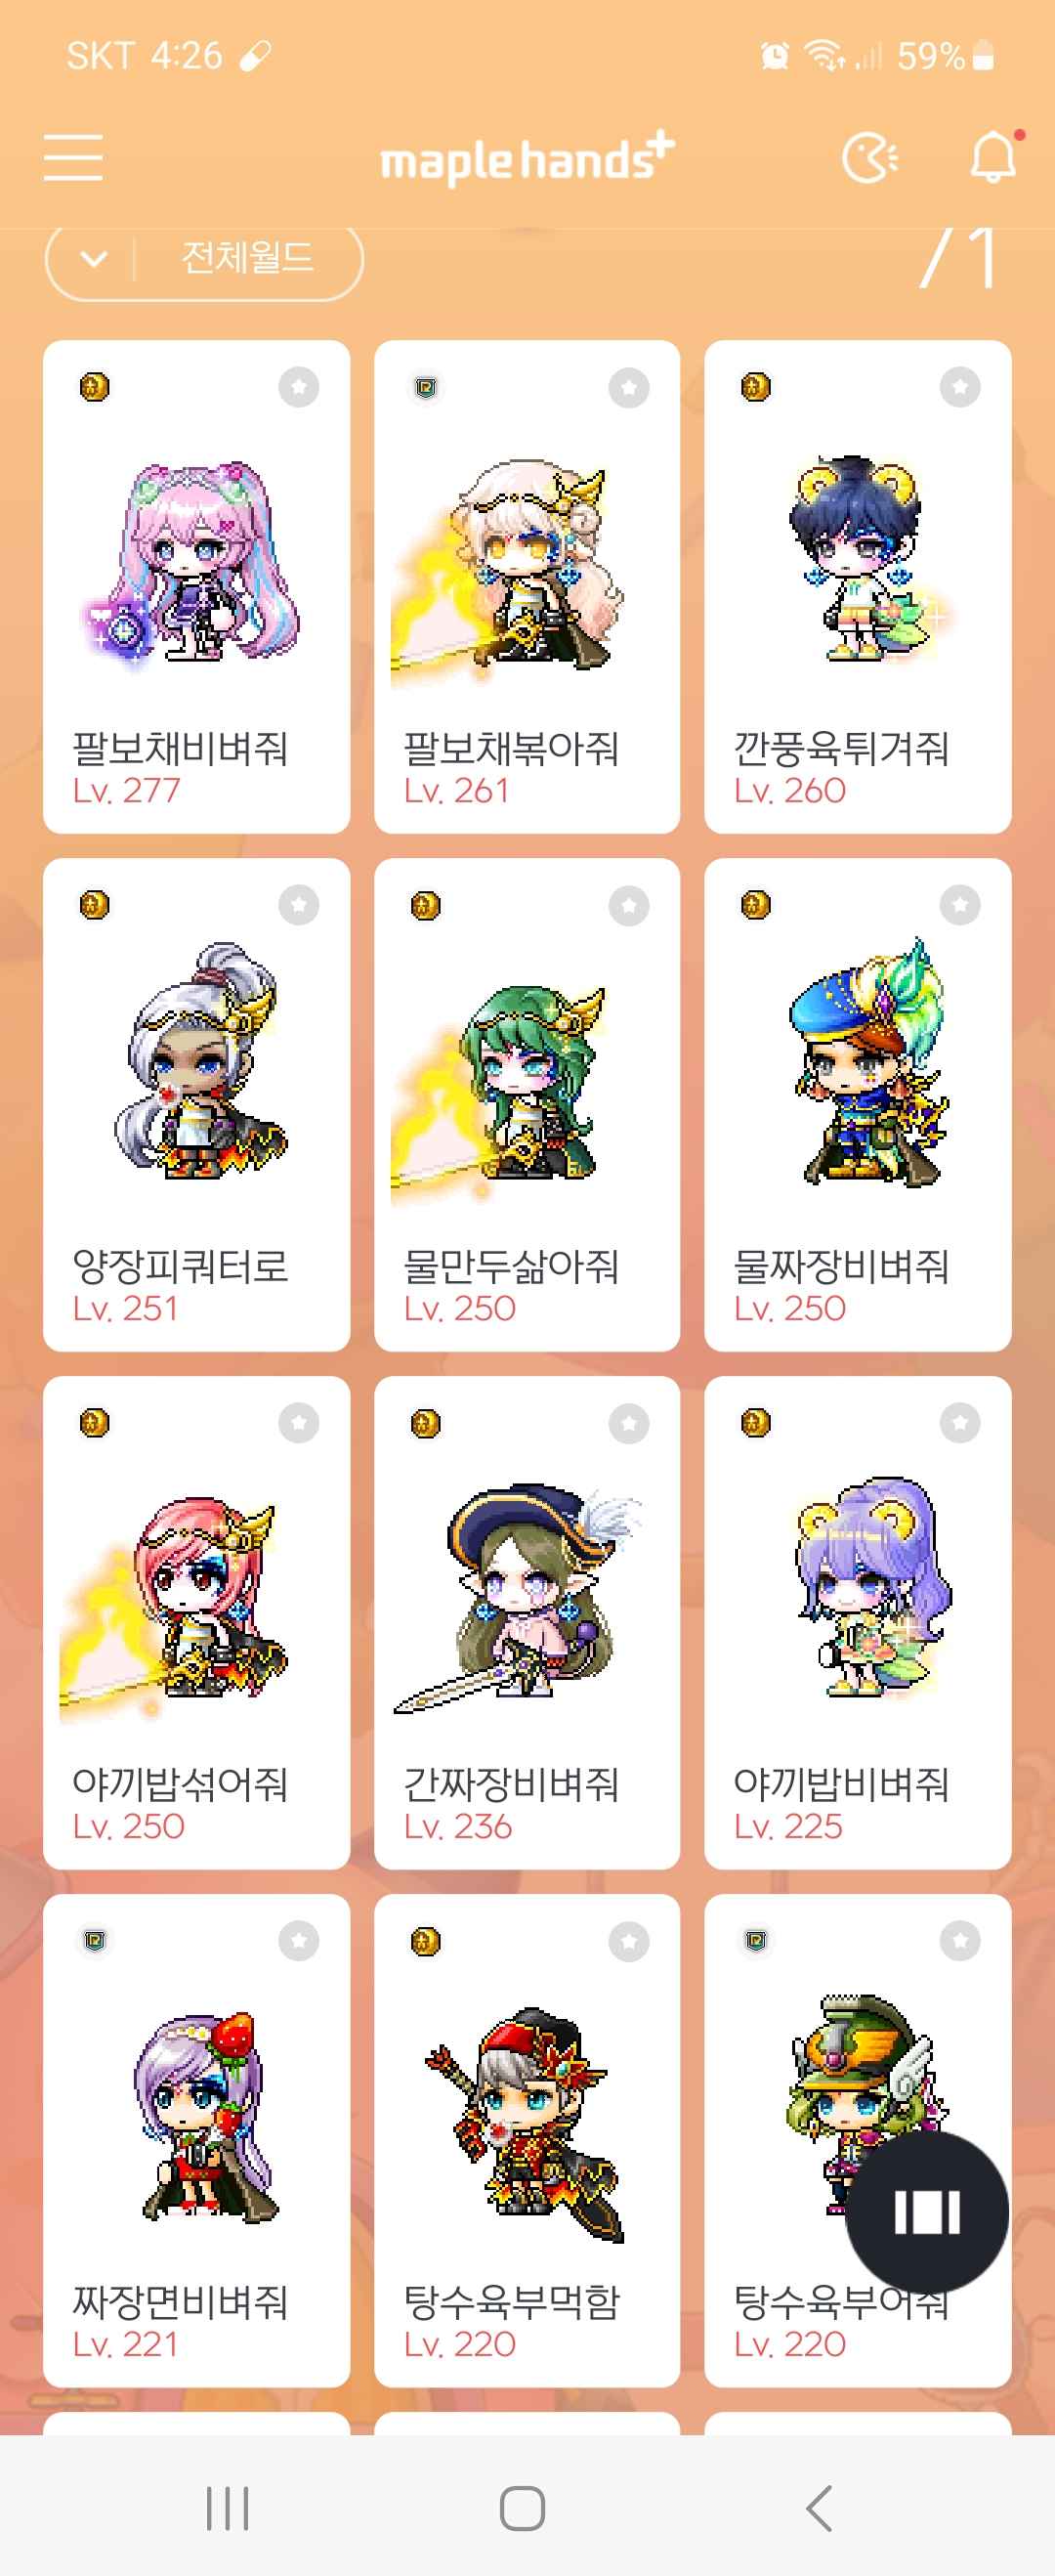 SKT 4:26 59%
maple hands+
전체월드 /1
팔보채비벼줘 팔보채볶아줘 깐풍육튀겨줘
Lv. 277 Lv. 261 Lv. 260
양장피쿼터로 물만두삶아줘 물짜장비벼줘
Lv. 251 Lv. 250 Lv. 250
야끼밥섞어줘 간짜장비벼줘 야끼밥비벼줘
Lv. 250 Lv. 236 Lv. 225
짜장면비벼줘 탕수육부먹함 탕수육부어줘
Lv. 221 Lv. 220 Lv. 220